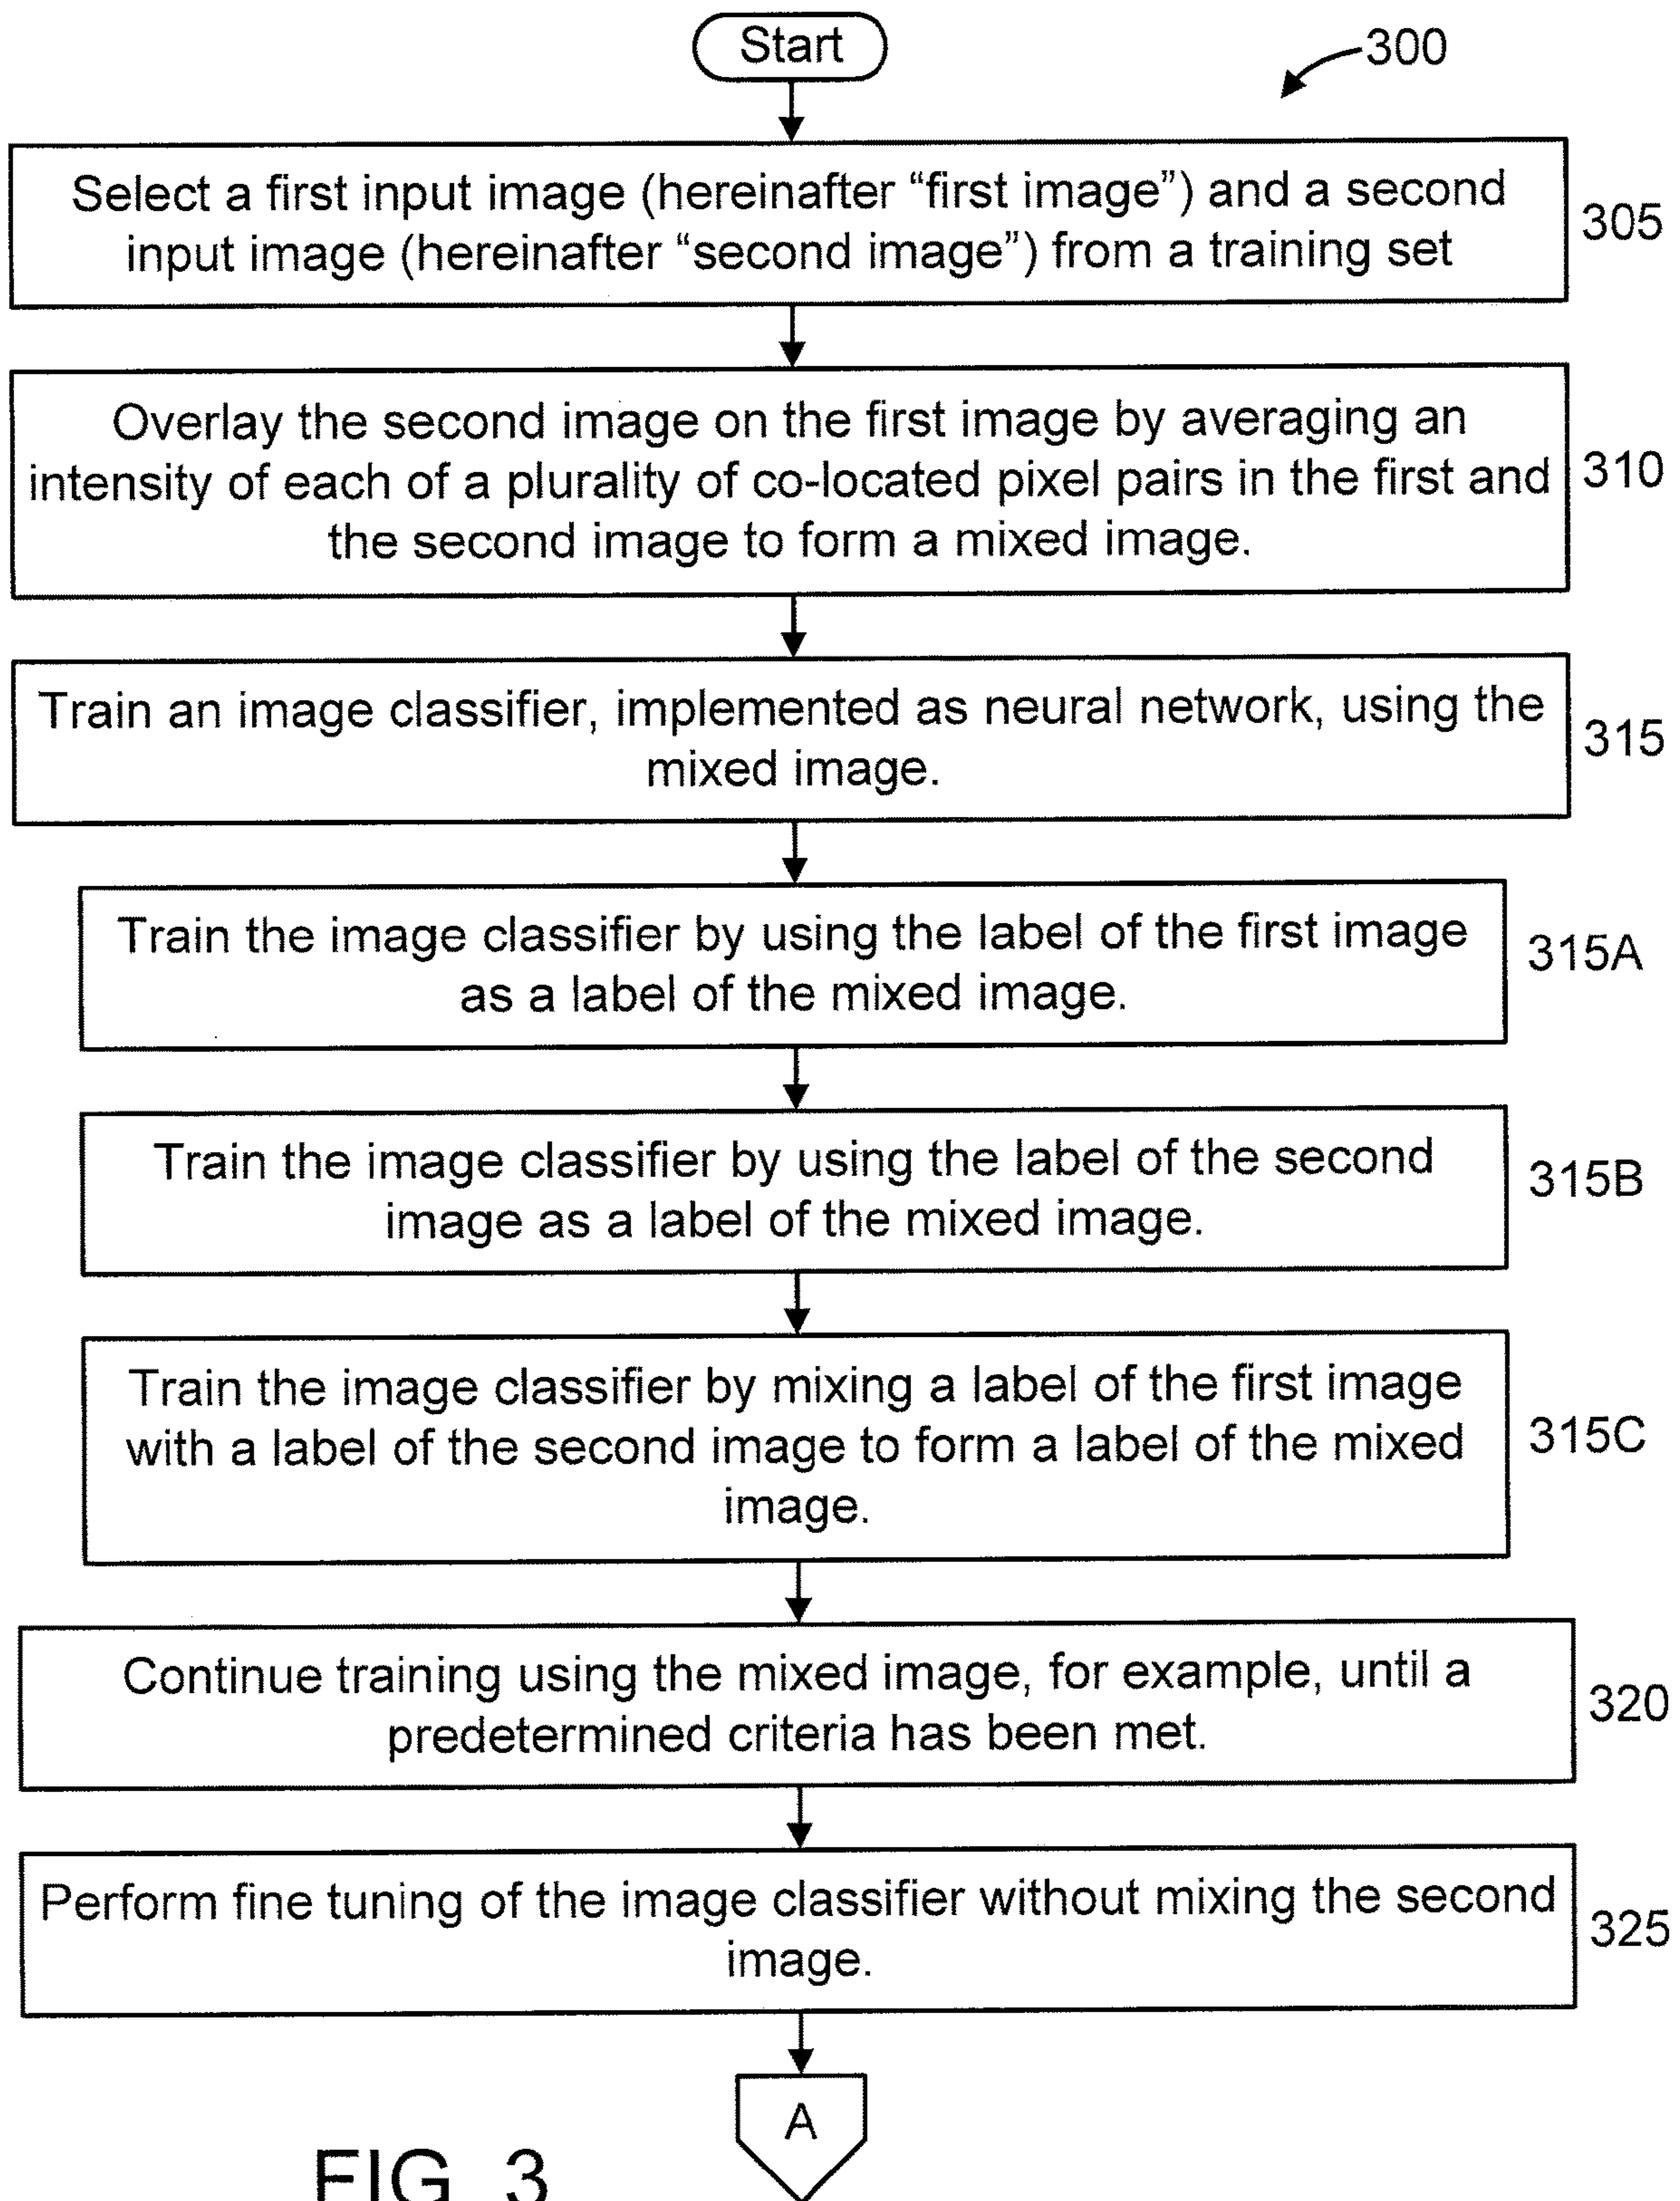 Start
300
Select a first input image (hereinafter “first image”) and a second
input image (hereinafter “second image”) from a training set
305
Overlay the second image on the first image by averaging an
intensity of each of a plurality of co-located pixel pairs in the first and
the second image to form a mixed image.
310
Train an image classifier, implemented as neural network, using the
mixed image.
315
Train the image classifier by using the label of the first image
as a label of the mixed image.
315A
Train the image classifier by using the label of the second
image as a label of the mixed image.
315B
Train the image classifier by mixing a label of the first image
with a label of the second image to form a label of the mixed
image.
315C
Continue training using the mixed image, for example, until a
predetermined criteria has been met.
320
Perform fine tuning of the image classifier without mixing the second
image.
325
A
FIG. 3